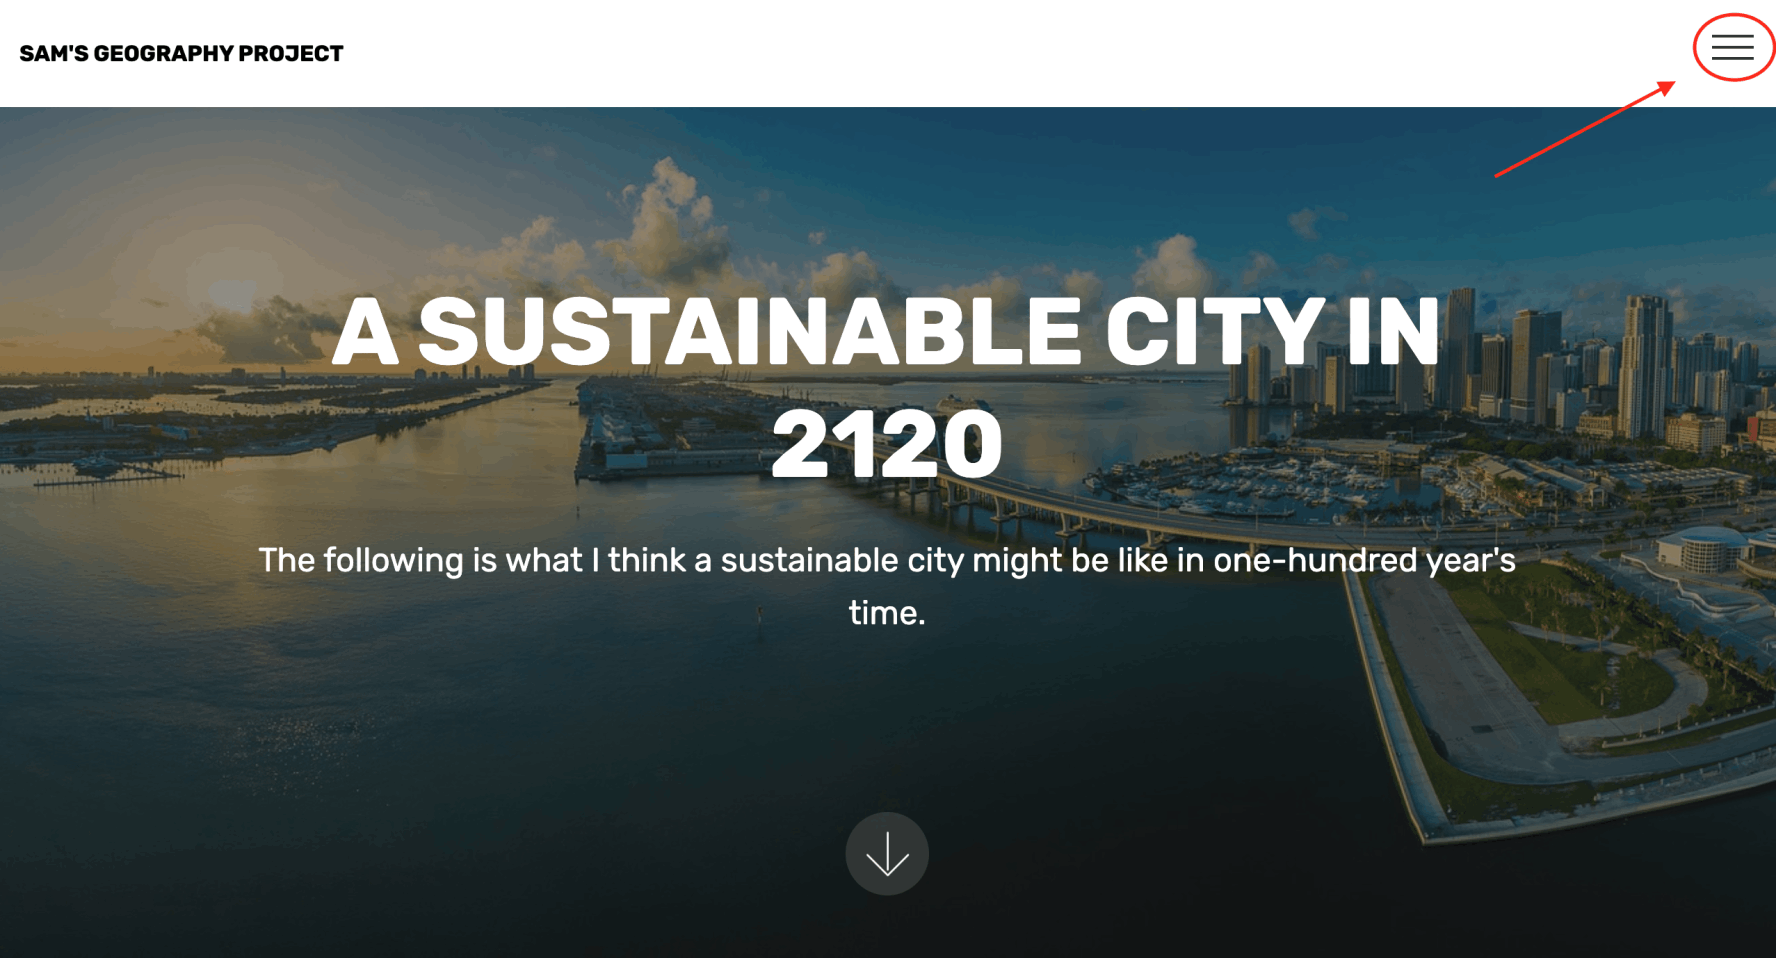 SAM'S GEOGRAPHY PROJECT
A SUSTAINABLE CITY IN
2120
The following is what I think a sustainable city might be like in one-hundred year's
time.